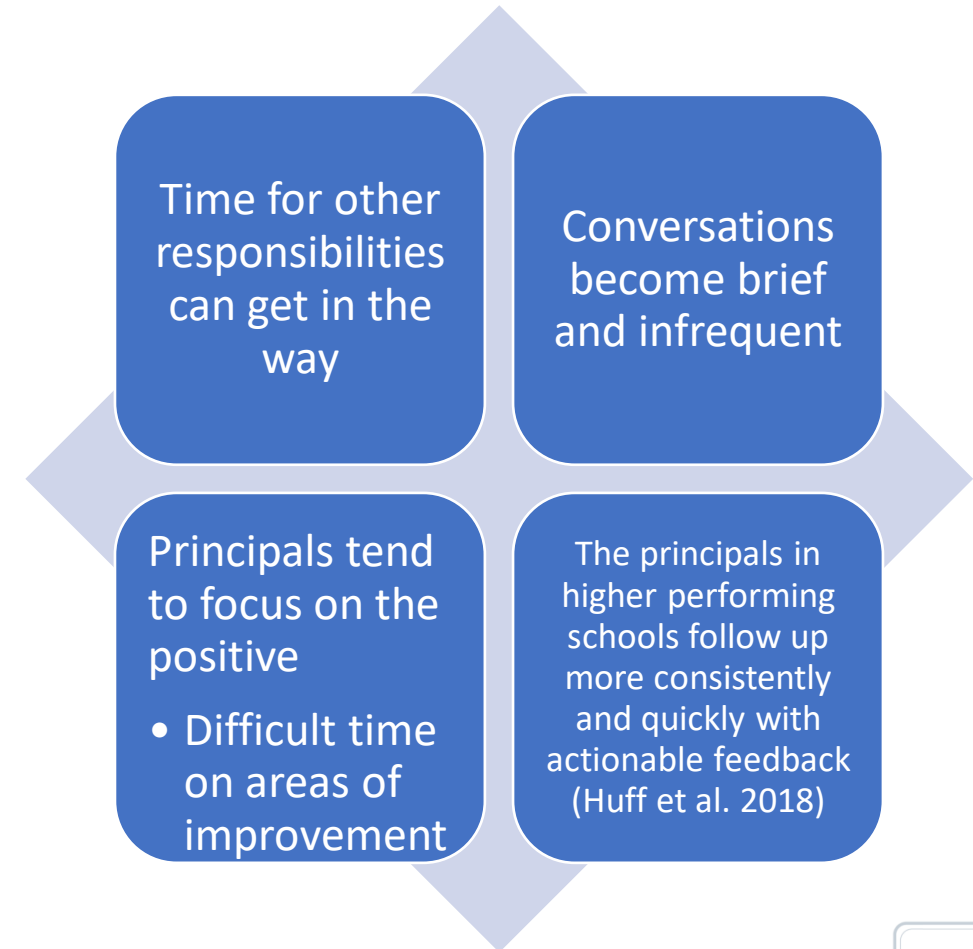 Time for other
responsibilities
can get in the
way
Conversations
become brief
and infrequent
Principals tend
to focus on the
positive
• Difficult time
on areas of
improvement
The principals in
higher performing
schools follow up
more consistently
and quickly with
actionable feedback
(Huff et al. 2018)